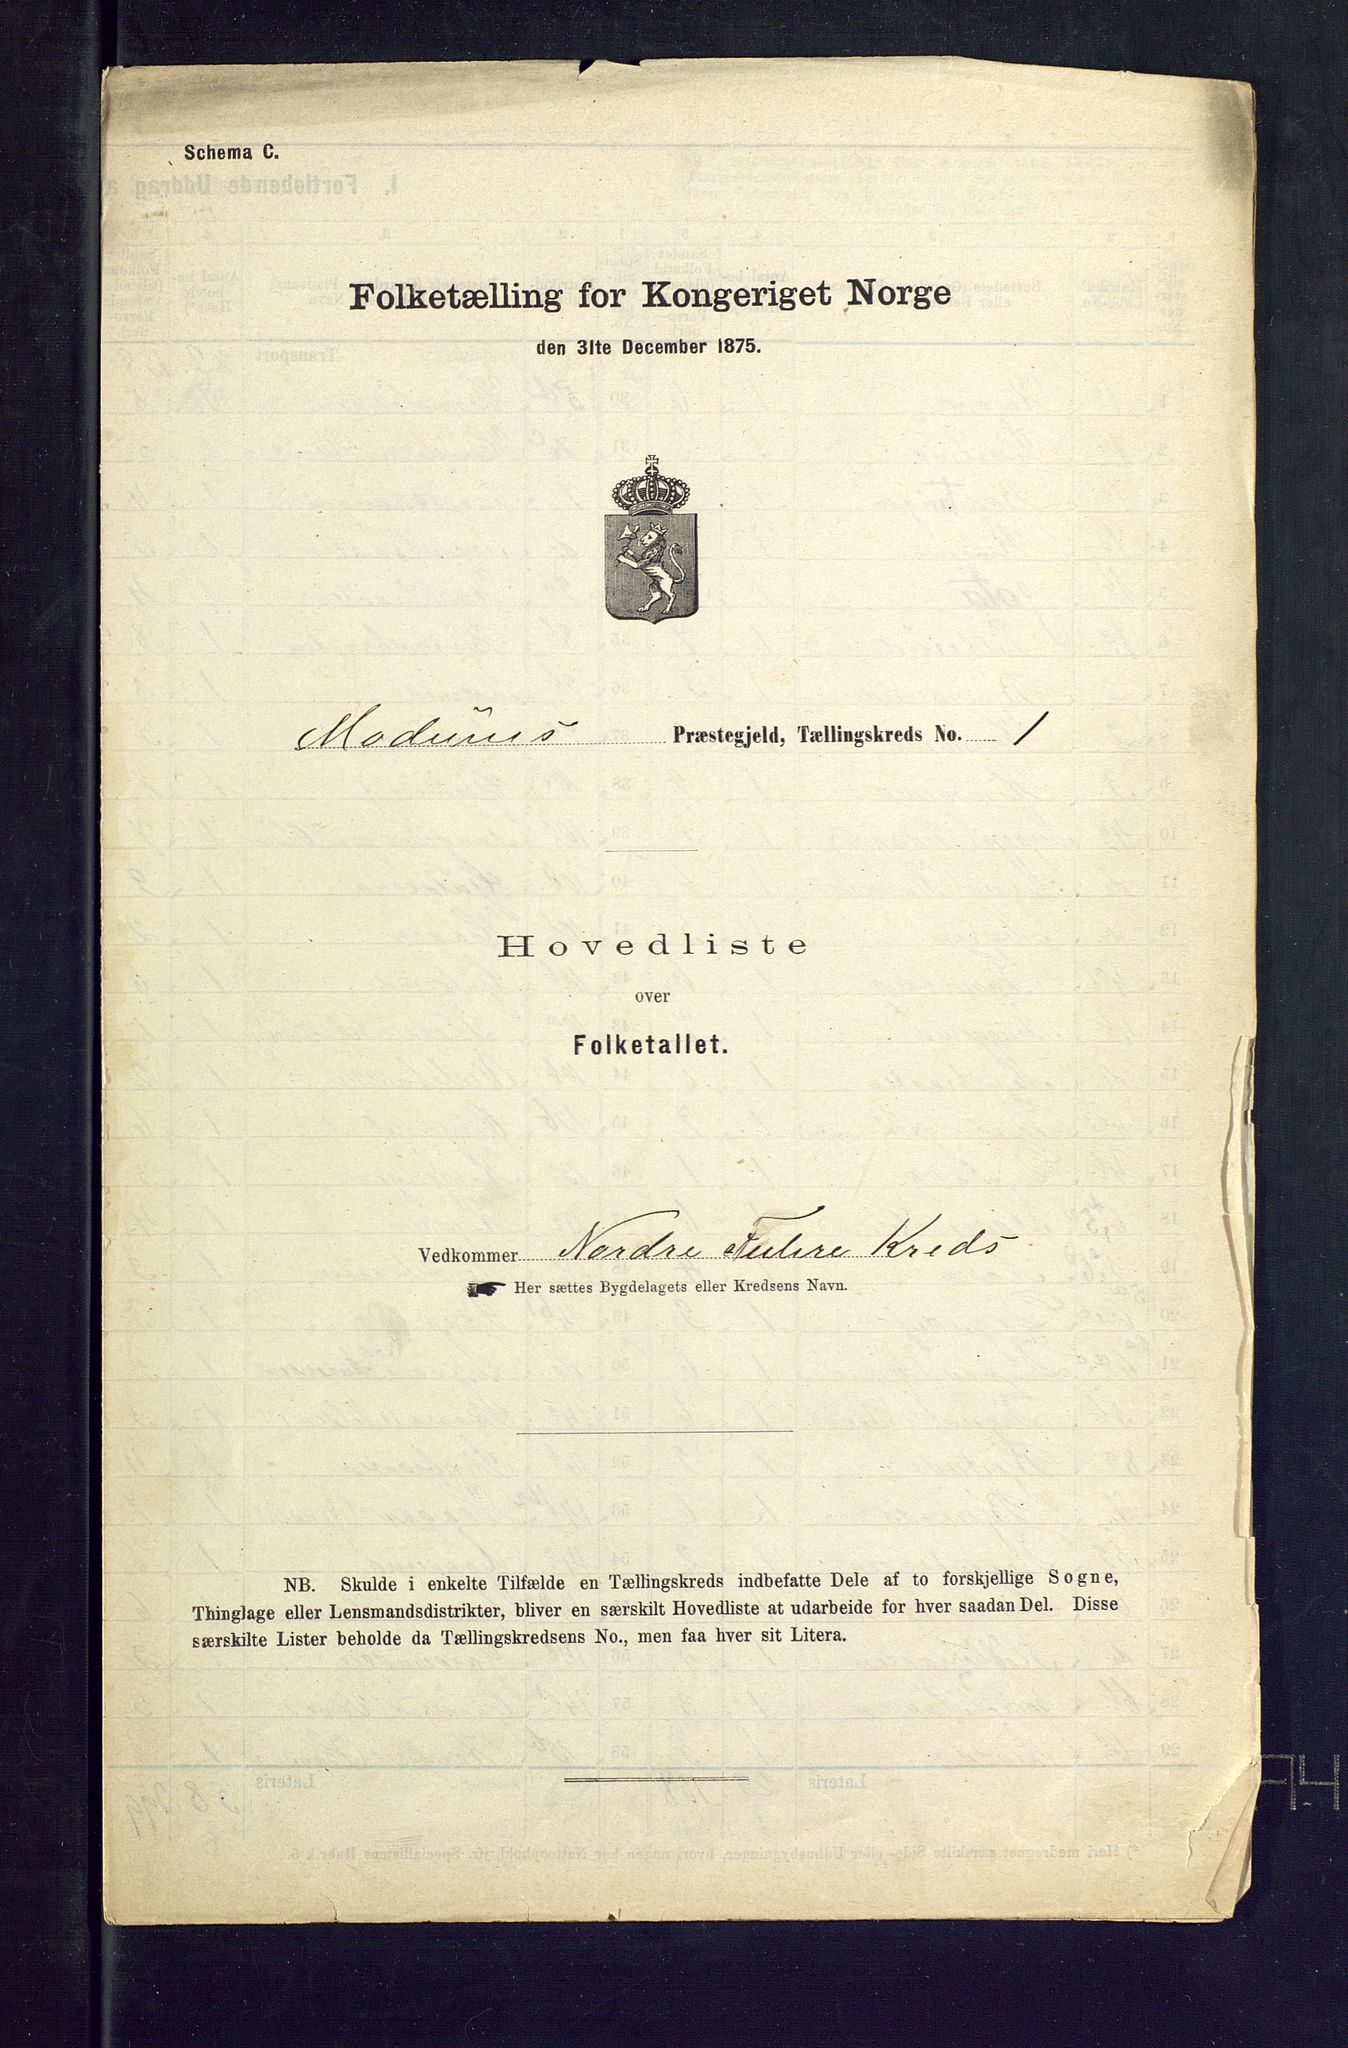 Schema C.
Folketælling for Kongeriget Norge
den 31te December 1875.
Modums Præstegjeld, Tællingskreds No. 1
Hovedliste
over
Folketallet.
Vedkommer Nordre Kreds
Her sættes Bygdelagets eller Kredsens Navn.
NB. Skulde i enkelte Tilfælde en Tællingskreds indbefatte Dele af to forskjellige Sogne,
Thinglage eller Lensmandsdistrikter, bliver en særskilt Hovedliste at udarbeide for hver saadan Del. Disse
særskilte Lister beholde da Tællingskredsens No., men faa hver sit Litera.